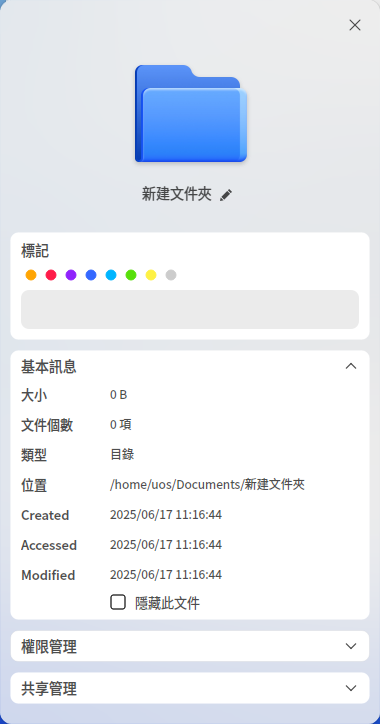 新建文件夾
標記
基本訊息
大小 0 B
文件個數 0 項
類型 目錄
位置 /home/uos/Documents/新建文件夾
Created 2025/06/17 11:16:44
Accessed 2025/06/17 11:16:44
Modified 2025/06/17 11:16:44
隱藏此文件
權限管理
共享管理